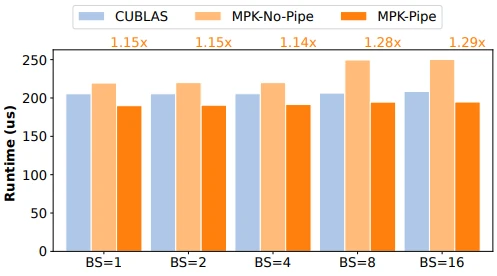 CUBLAS MPK-No-Pipe MPK-Pipe
1.15x 1.15x 1.14x 1.28x 1.29x
250
200
150
100
50
0
Runtime (us)
BS=1 BS=2 BS=4 BS=8 BS=16